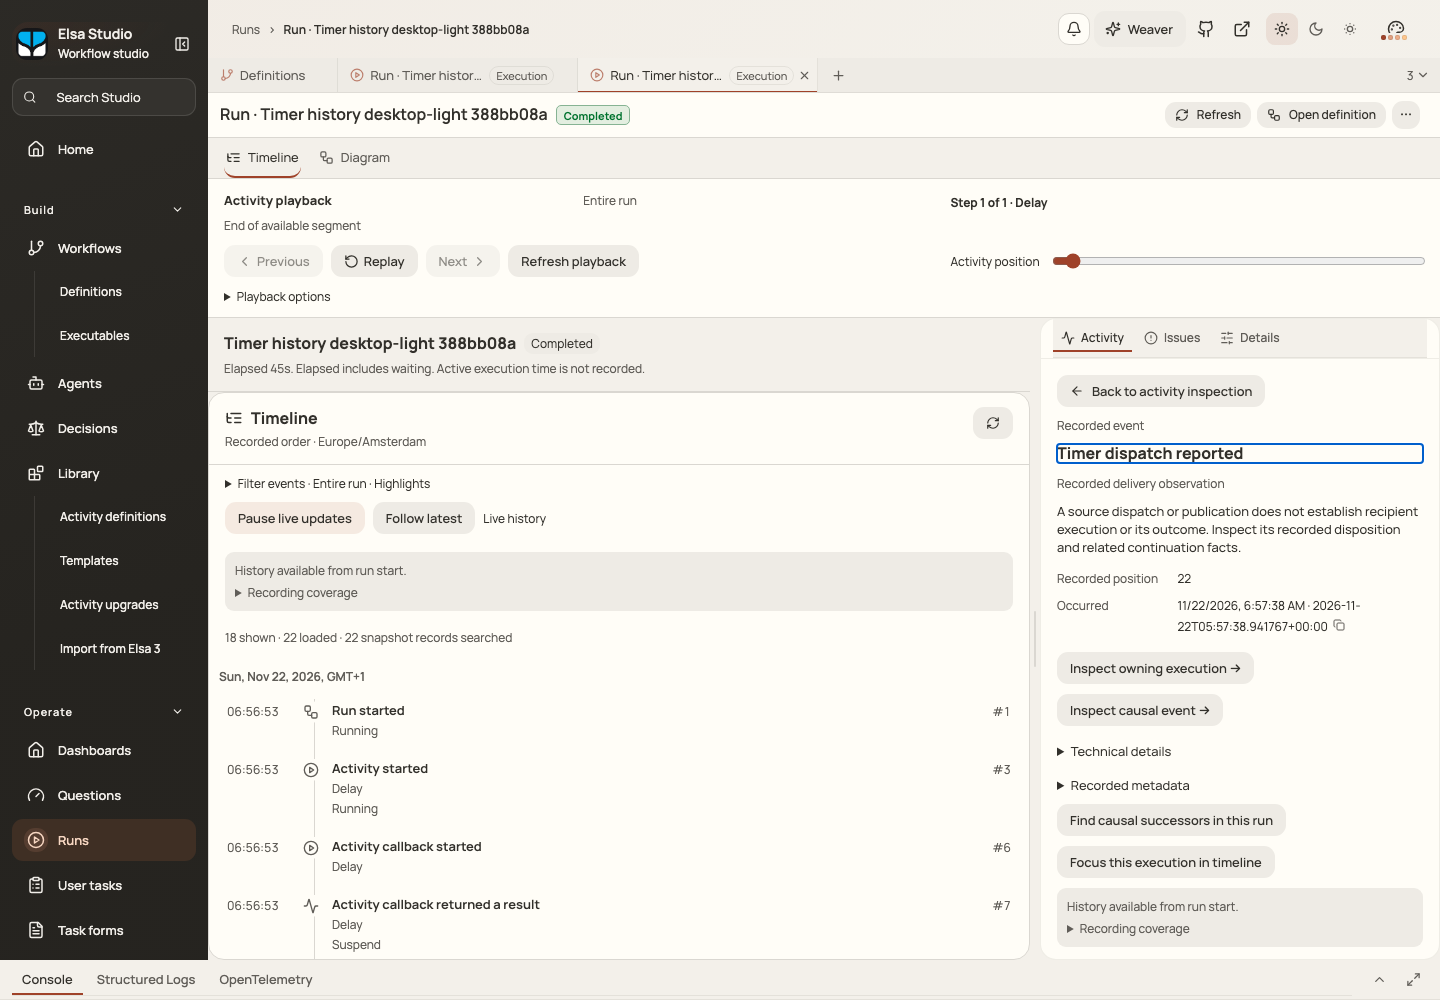 Elsa Studio
Workflow studio
Search Studio
Home
Build
Workflows
Definitions
Executables
Agents
Decisions
Library
Activity definitions
Templates
Activity upgrades
Import from Elsa 3
Operate
Dashboards
Questions
Runs
User tasks
Task forms
Runs › Run · Timer history desktop-light 388bb08a
Weaver
Definitions
Run · Timer histor... Execution
Run · Timer histor... Execution
3
Run · Timer history desktop-light 388bb08a Completed
Refresh
Open definition
Timeline
Diagram
Activity playback
Entire run
Step 1 of 1 · Delay
End of available segment
Previous
Replay
Next
Refresh playback
Activity position
Playback options
Timer history desktop-light 388bb08a Completed
Elapsed 45s. Elapsed includes waiting. Active execution time is not recorded.
Timeline
Recorded order · Europe/Amsterdam
Filter events · Entire run · Highlights
Pause live updates
Follow latest
Live history
History available from run start.
Recording coverage
18 shown · 22 loaded · 22 snapshot records searched
Sun, Nov 22, 2026, GMT+1
06:56:53 Run started #1
Running
06:56:53 Activity started #3
Delay
Running
06:56:53 Activity callback started #6
Delay
06:56:53 Activity callback returned a result #7
Delay
Suspend
Activity
Issues
Details
Back to activity inspection
Recorded event
Timer dispatch reported
Recorded delivery observation
A source dispatch or publication does not establish recipient
execution or its outcome. Inspect its recorded disposition
and related continuation facts.
Recorded position 22
Occurred 11/22/2026, 6:57:38 AM · 2026-11-
22T05:57:38.941767+00:00
Inspect owning execution →
Inspect causal event →
Technical details
Recorded metadata
Find causal successors in this run
Focus this execution in timeline
History available from run start.
Recording coverage
Console
Structured Logs
OpenTelemetry